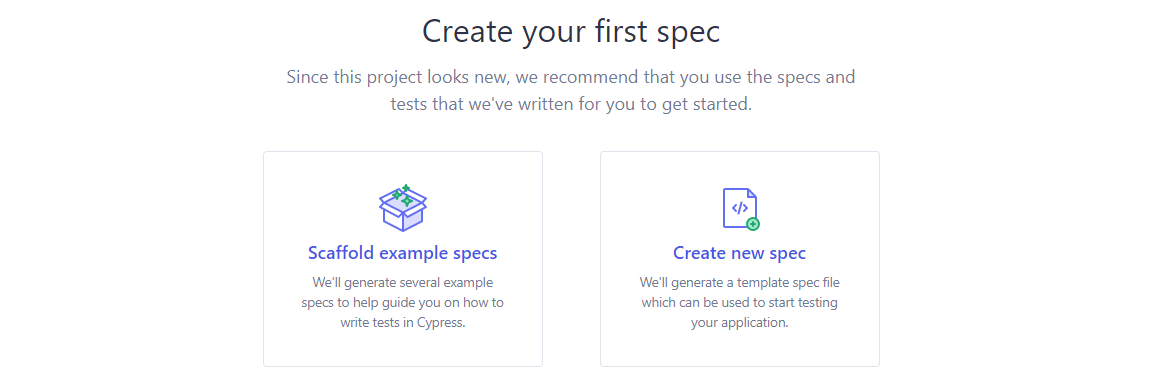 Create your first spec
Since this project looks new, we recommend that you use the specs and
tests that we've written for you to get started.
Scaffold example specs
We'll generate several example
specs to help guide you on how to
write tests in Cypress.
Create new spec
We'll generate a template spec file
which can be used to start testing
your application.